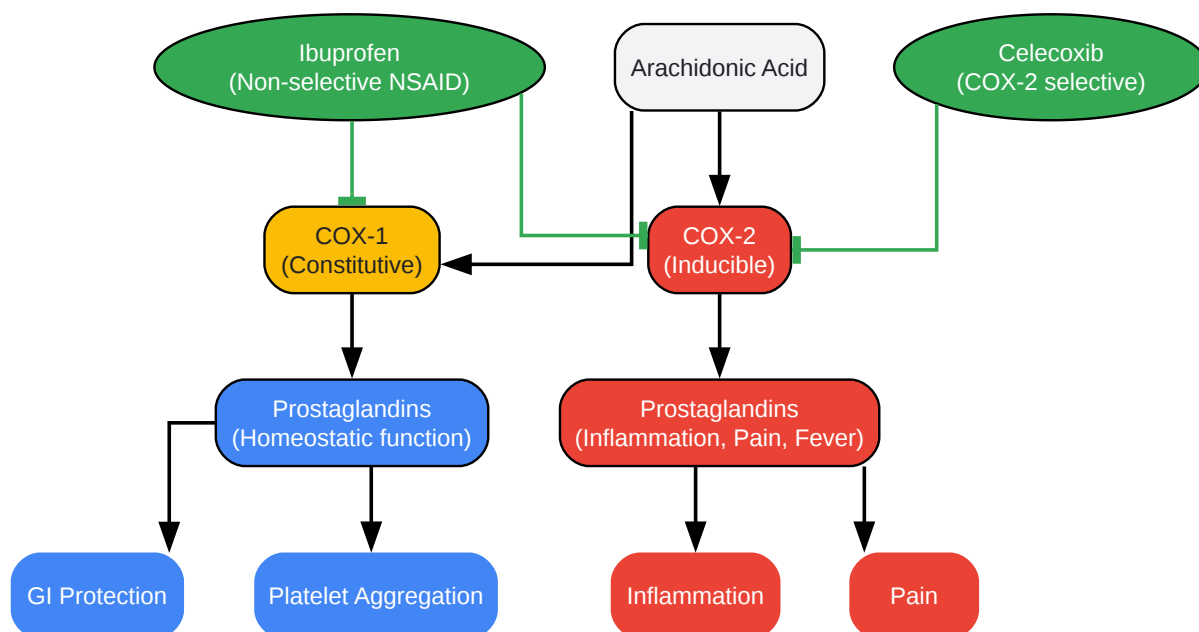 Ibuprofen
(Non-selective NSAID)
Arachidonic Acid
Celecoxib
(COX-2 selective)
COX-1
(Constitutive)
COX-2
(Inducible)
Prostaglandins
(Homeostatic function)
Prostaglandins
(Inflammation, Pain, Fever)
GI Protection
Platelet Aggregation
Inflammation
Pain